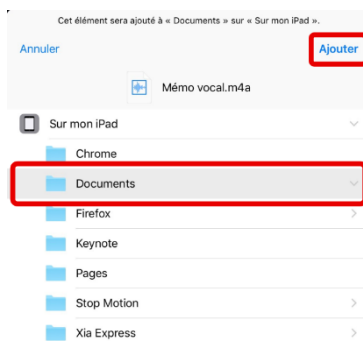 Cet élément sera ajouté à « Documents » sur « Sur mon iPad ».
Annuler
Ajouter
Mémo vocal.m4a
Sur mon iPad
Chrome
Documents
Firefox
Keynote
Pages
Stop Motion
Xia Express